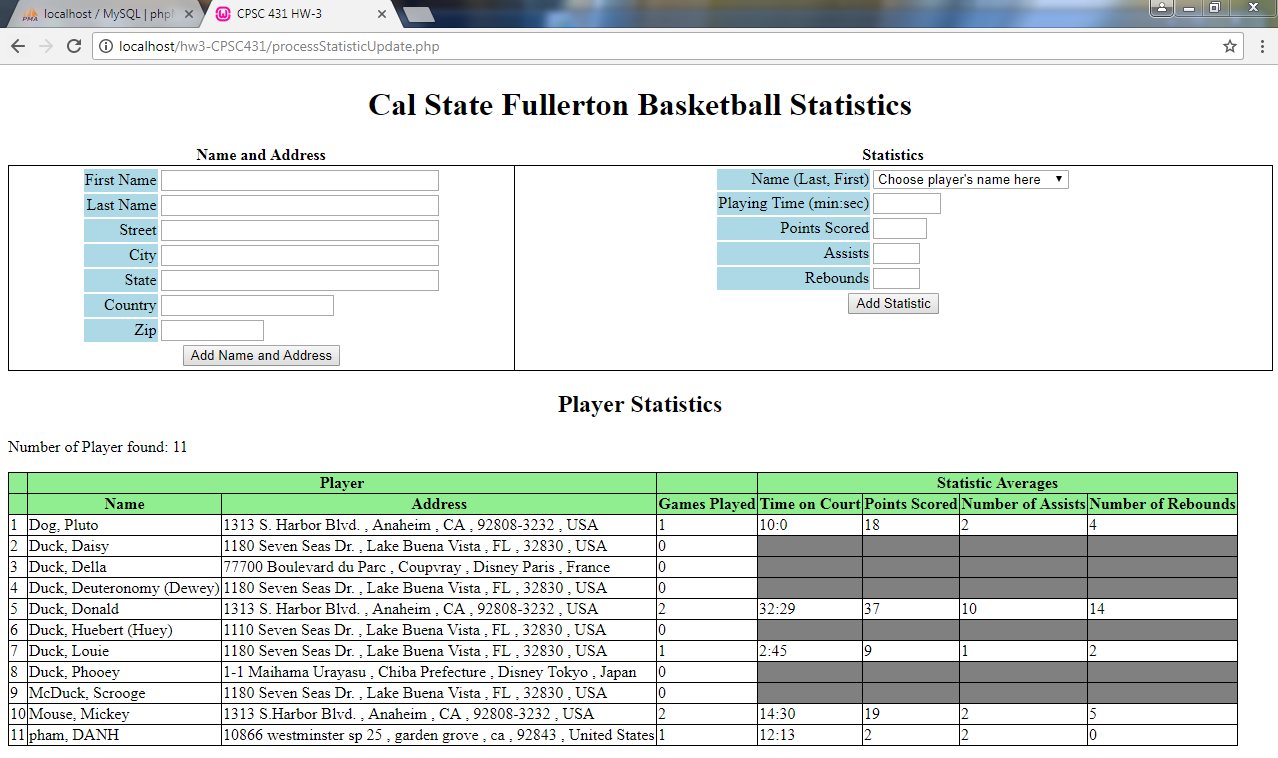 localhost / MySQL | phpM
CPSC 431 HW-3
localhost/hw3-CPSC431/processStatisticUpdate.php
Cal State Fullerton Basketball Statistics
Name and Address
First Name
Last Name
Street
City
State
Country
Zip
Add Name and Address
Statistics
Name (Last, First) Choose player's name here
Playing Time (min:sec)
Points Scored
Assists
Rebounds
Add Statistic
Player Statistics
Number of Player found: 11
Player Statistic Averages
Name Address Games Played Time on Court Points Scored Number of Assists Number of Rebounds
1 Dog, Pluto 1313 S. Harbor Blvd. , Anaheim , CA , 92808-3232 , USA 1 10:0 18 2 4
2 Duck, Daisy 1180 Seven Seas Dr. , Lake Buena Vista , FL , 32830 , USA 0
3 Duck, Della 77700 Boulevard du Parc , Coupvray , Disney Paris , France 0
4 Duck, Deuteronomy (Dewey) 1180 Seven Seas Dr. , Lake Buena Vista , FL , 32830 , USA 0
5 Duck, Donald 1313 S. Harbor Blvd. , Anaheim , CA , 92808-3232 , USA 2 32:29 37 10 14
6 Duck, Huebert (Huey) 1110 Seven Seas Dr. , Lake Buena Vista , FL , 32830 , USA 0
7 Duck, Louie 1180 Seven Seas Dr. , Lake Buena Vista , FL , 32830 , USA 1 2:45 9 1 2
8 Duck, Phooey 1-1 Maihama Urayasu , Chiba Prefecture , Disney Tokyo , Japan 0
9 McDuck, Scrooge 1180 Seven Seas Dr. , Lake Buena Vista , FL , 32830 , USA 0
10 Mouse, Mickey 1313 S.Harbor Blvd. , Anaheim , CA , 92808-3232 , USA 2 14:30 19 2 5
11 pham, DANH 10866 westminster sp 25 , garden grove , ca , 92843 , United States 1 12:13 2 2 0